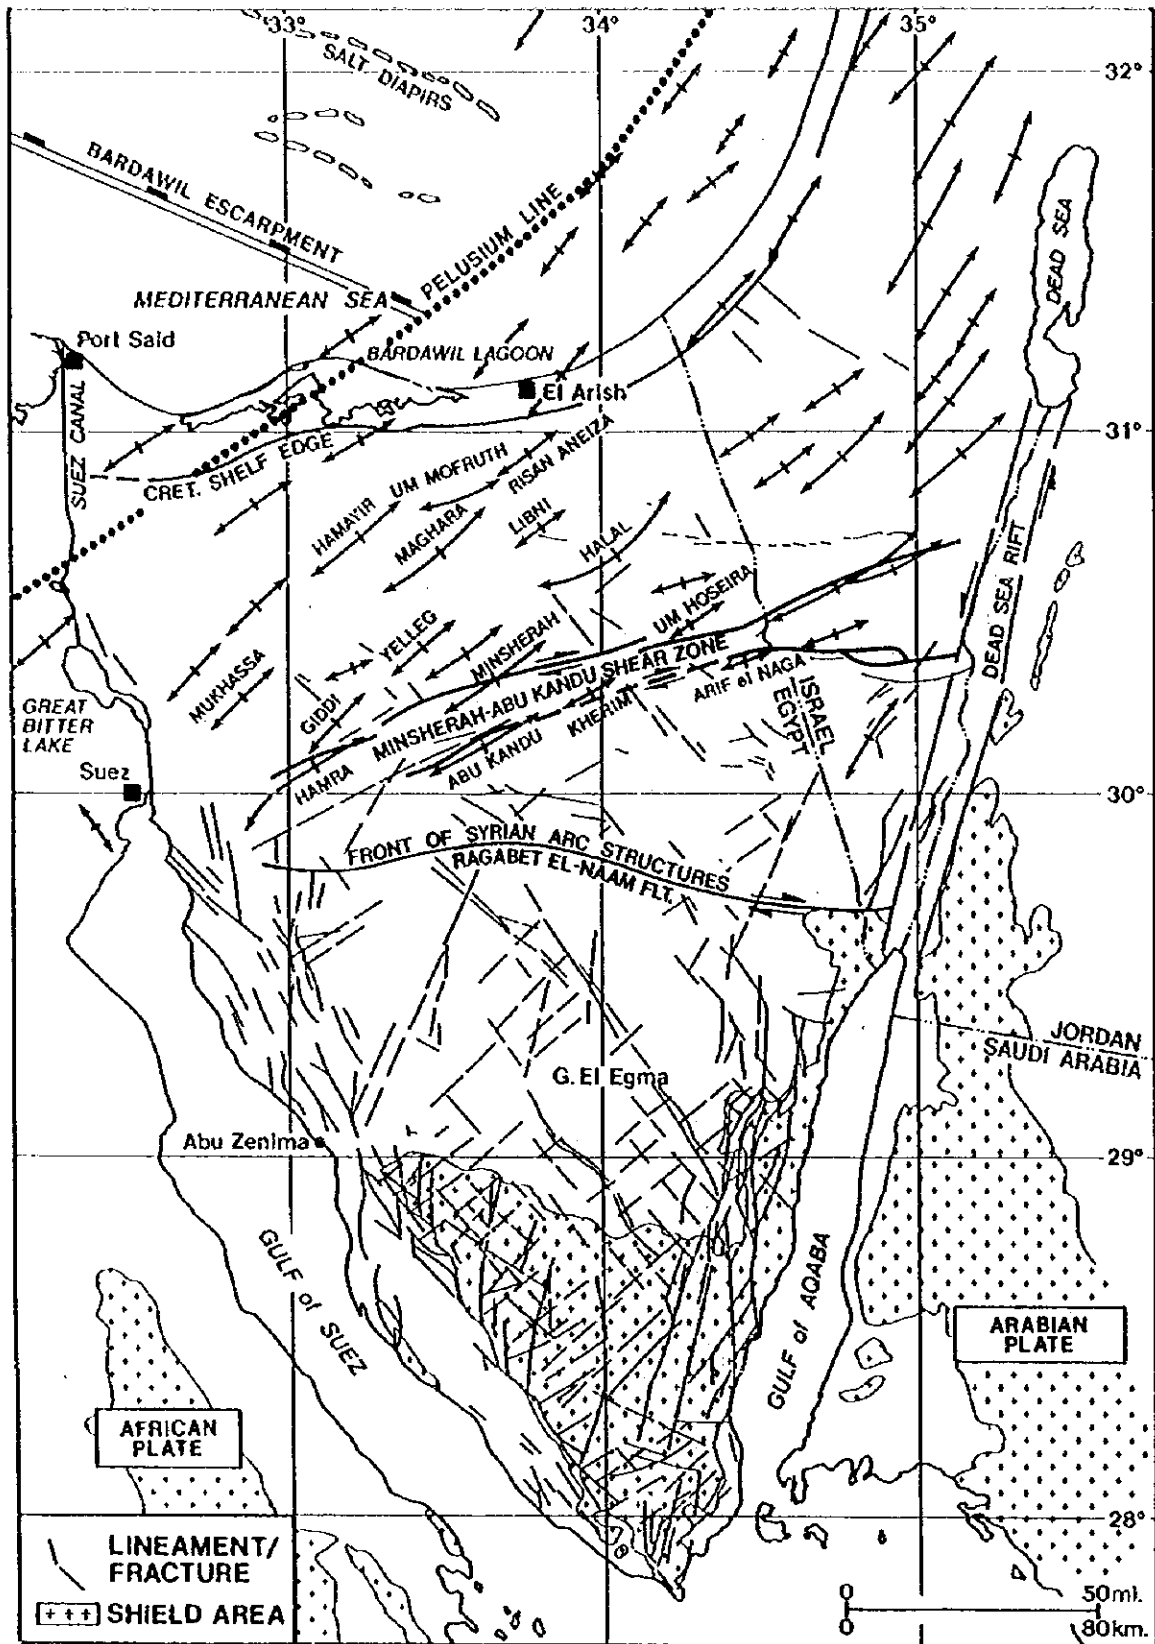 33°
34°
35°
SALT. DIAPIRS
32°
BARDAWIL ESCARPMENT
PELUSIUM LINE
DEAD SEA
MEDITERRANEAN SEA
Port Said
BARDAWIL LAGOON
El Arish
SUEZ CANAL
31°
CRET. SHELF EDGE
UM MOFRUTH
RISAN ANEIZA
HAMAYIR
MAGHARA
LIBNI
HALAL
DEAD SEA RIFT
UM HOSEIRA
YELLEG
MINSHERAH
MUKHASSA
GIDDI
MINSHERAH-ABU KANDU SHEAR ZONE
ARIF el NAGA
ISRAEL
EGYPT
KHERIM
ABU KANDU
HAMRA
GREAT
BITTER
LAKE
Suez
30°
FRONT OF SYRIAN ARC STRUCTURES
RAGABET EL-NAAM FLT.
JORDAN
SAUDI ARABIA
G. El Egma
Abu Zenima
29°
GULF of SUEZ
GULF of AQABA
ARABIAN
PLATE
AFRICAN
PLATE
28°
LINEAMENT/
FRACTURE
SHIELD AREA
0 50mi.
0 80km.